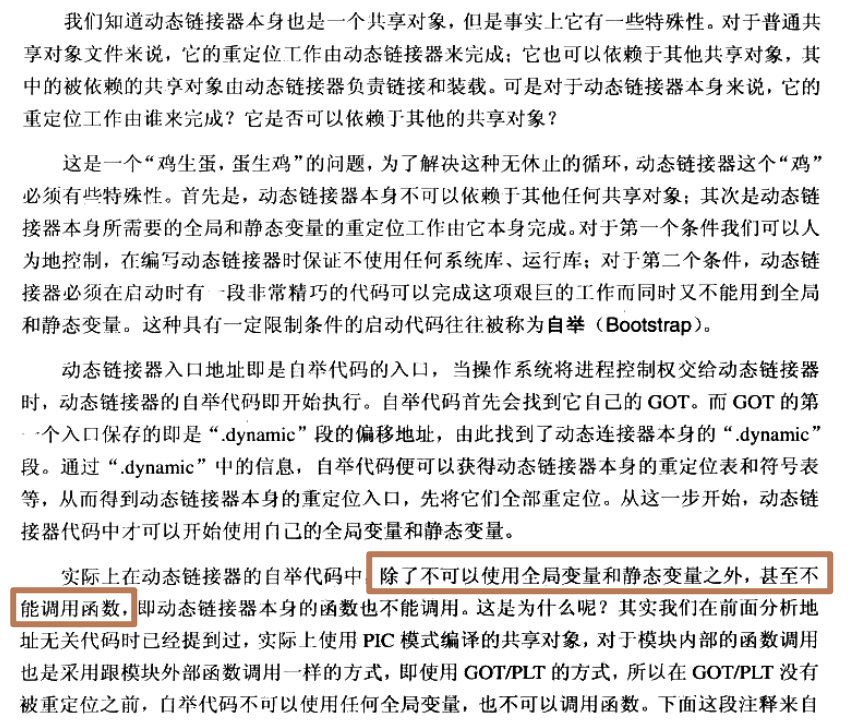 我们知道动态链接器本身也是一个共享对象，但是事实上它有一些特殊性。对于普通共
享对象文件来说，它的重定位工作由动态链接器来完成；它也可以依赖于其他共享对象，其
中的被依赖的共享对象由动态链接器负责链接和装载。可是对于动态链接器本身来说，它的
重定位工作由谁来完成？它是否可以依赖于其他的共享对象？
这是一个“鸡生蛋，蛋生鸡”的问题，为了解决这种无休止的循环，动态链接器这个“鸡”
必须有些特殊性。首先是，动态链接器本身不可以依赖于其他任何共享对象；其次是动态链
接器本身所需要的全局和静态变量的重定位工作由它本身完成。对于第一个条件我们可以人
为地控制，在编写动态链接器时保证不使用任何系统库、运行库；对于第二个条件，动态链
接器必须在启动时有一段非常精巧的代码可以完成这项艰巨的工作而同时又不能用到全局
和静态变量。这种具有一定限制条件的启动代码往往被称为自举（Bootstrap）。
动态链接器入口地址即是自举代码的入口，当操作系统将进程控制权交给动态链接器
时，动态链接器的自举代码即开始执行。自举代码首先会找到它自己的 GOT。而 GOT 的第
一个入口保存的即是“.dynamic”段的偏移地址，由此找到了动态连接器本身的“.dynamic”
段。通过“.dynamic”中的信息，自举代码便可以获得动态链接器本身的重定位表和符号表
等，从而得到动态链接器本身的重定位入口，先将它们全部重定位。从这一步开始，动态链
接器代码中才可以开始使用自己的全局变量和静态变量。
实际上在动态链接器的自举代码中，除了不可以使用全局变量和静态变量之外，甚至不
能调用函数，即动态链接器本身的函数也不能调用。这是为什么呢？其实我们在前面分析地
址无关代码时已经提到过，实际上使用 PIC 模式编译的共享对象，对于模块内部的函数调用
也是采用跟模块外部函数调用一样的方式，即使用 GOT/PLT 的方式，所以在 GOT/PLT 没有
被重定位之前，自举代码不可以使用任何全局变量，也不可以调用函数。下面这段注释来自